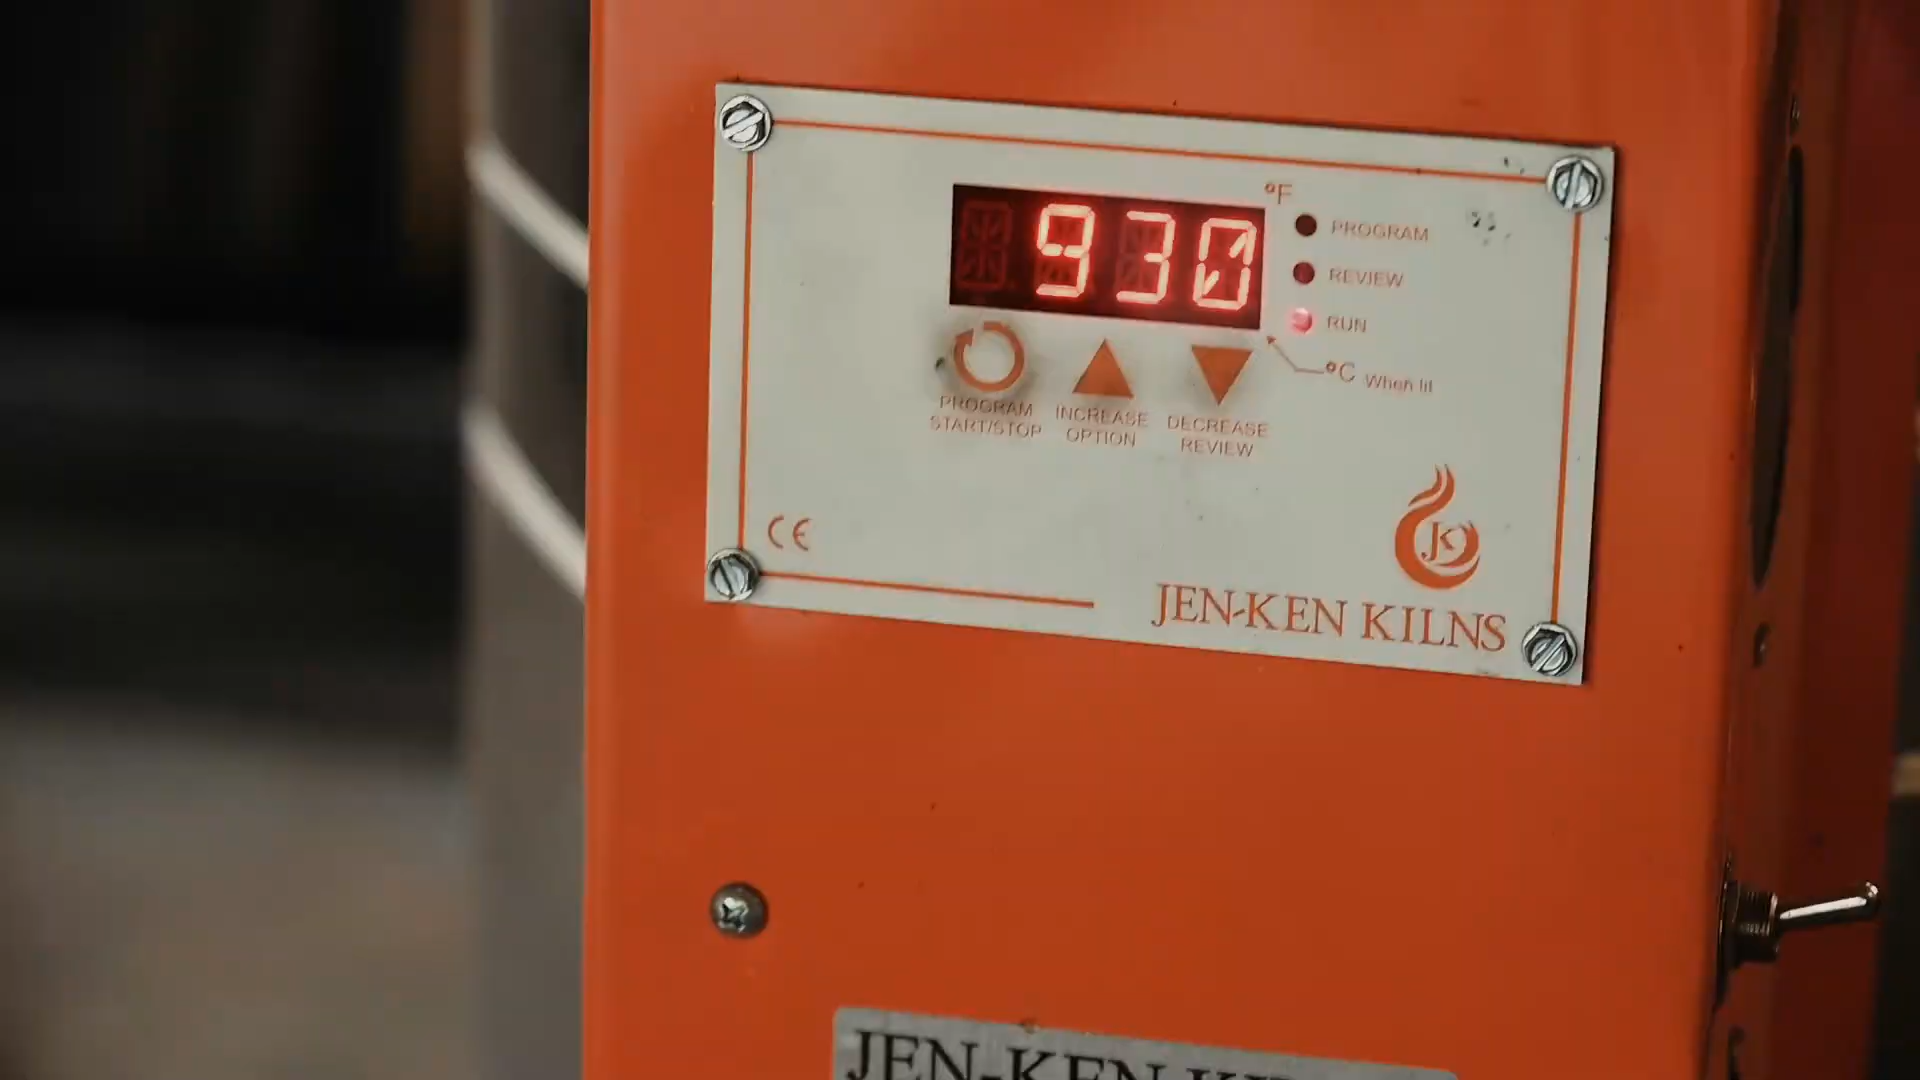 °F
930
PROGRAM
REVIEW
RUN
°C When lit
PROGRAM
START/STOP
INCREASE
OPTION
DECREASE
REVIEW
CE
JK
JEN-KEN KILNS
JEN-KEN